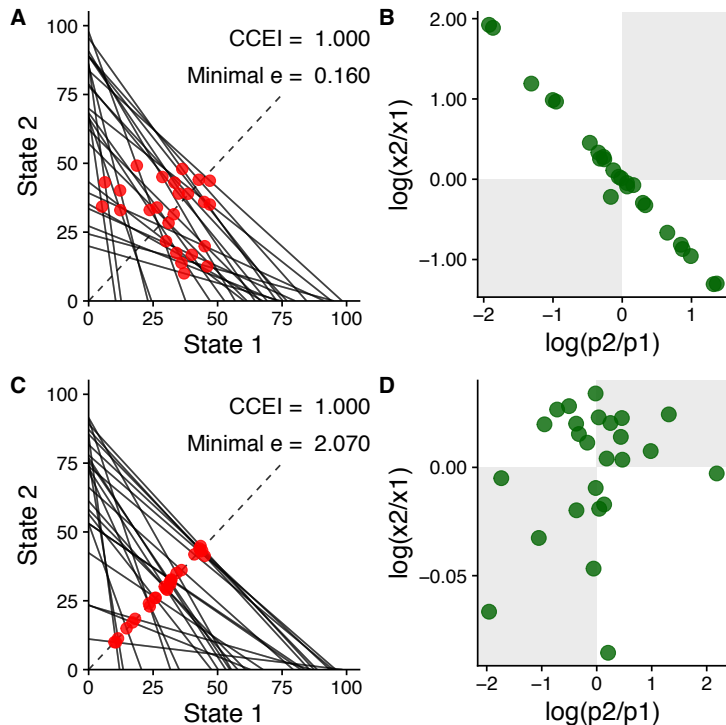 A
CCEI = 1.000
Minimal e = 0.160
100
75
50
25
0
State 2
0 25 50 75 100
State 1
B
2.00
1.00
0.00
−1.00
log(x2/x1)
−2 −1 0 1
log(p2/p1)
C
CCEI = 1.000
Minimal e = 2.070
100
75
50
25
0
State 2
0 25 50 75 100
State 1
D
0.00
−0.05
log(x2/x1)
−2 −1 0 1 2
log(p2/p1)